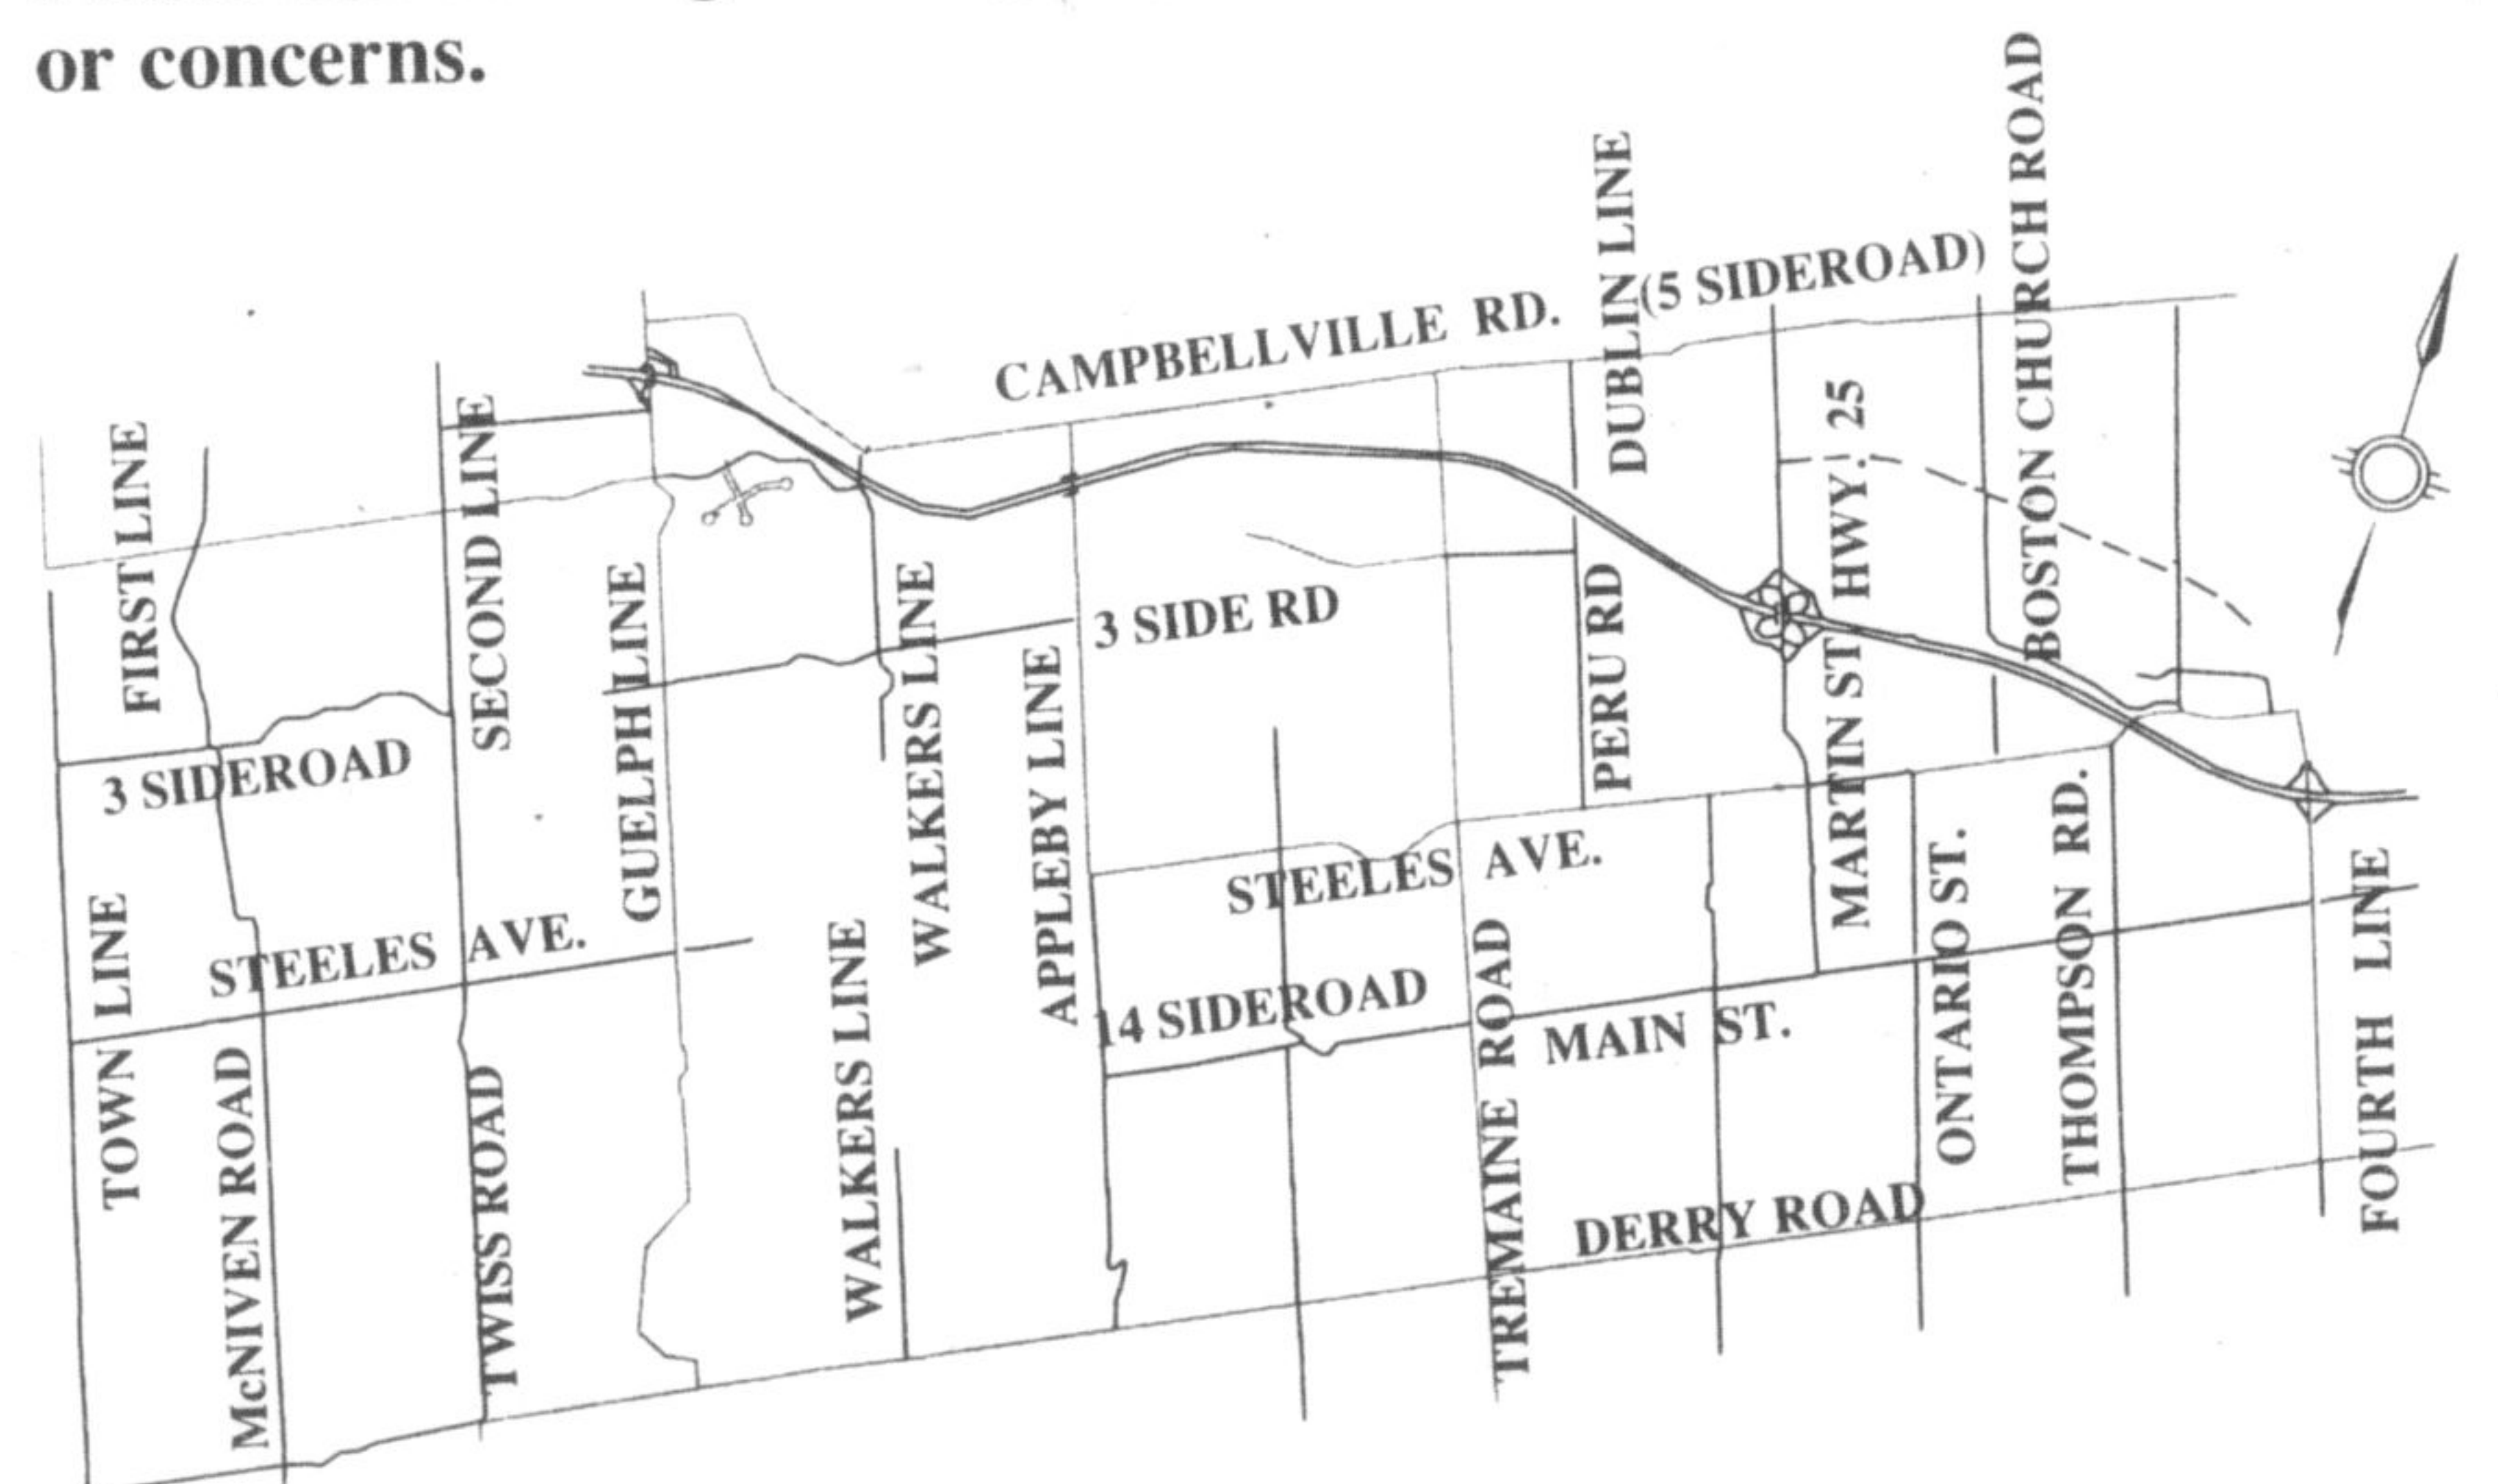 or concerns.
BOSTON CHURCH ROAD
DUBLIN LINE
(5 SIDEROAD)
CAMPBELLVILLE RD.
HWY. 25
FIRST LINE
SECOND LINE
GUELPH LINE
WALKERS LINE
3 SIDE RD
PERU RD
APPLEBY LINE
MARTIN ST
3 SIDEROAD
STEELES AVE.
THOMPSON RD.
ONTARIO ST.
FOURTH LINE
TOWN LINE
STEELES AVE.
WALKERS LINE
14 SIDEROAD
TREMAINE ROAD
MAIN ST.
McNIVEN ROAD
TWISS ROAD
DERRY ROAD